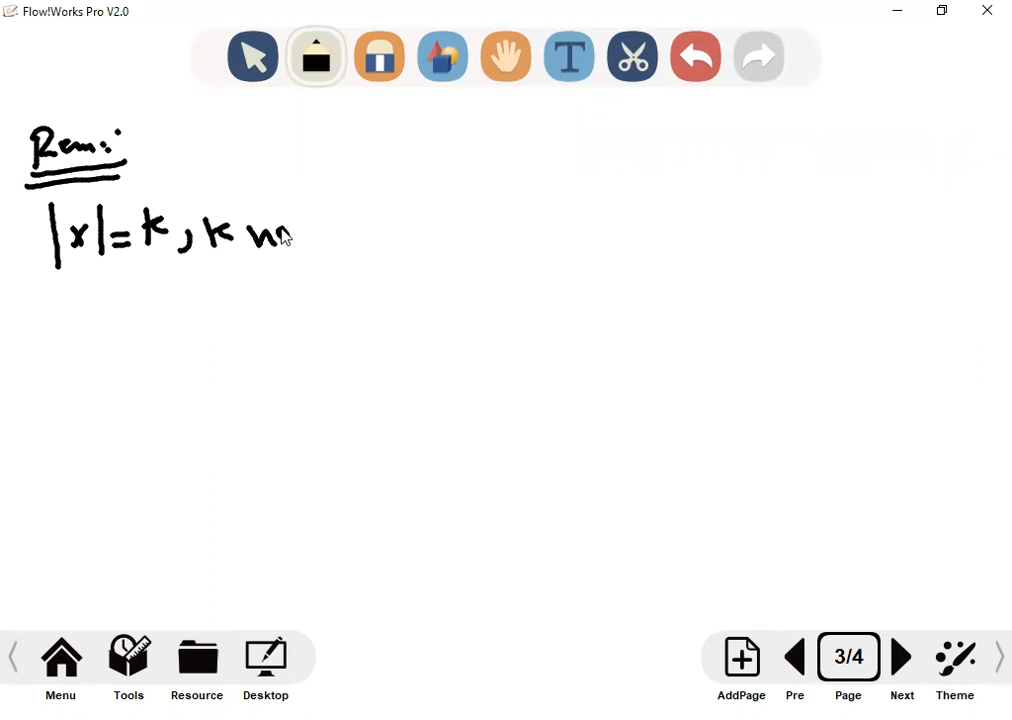 Flow!Works Pro V2.0
T
Rem:
|x| = k, k
Menu Tools Resource Desktop
3/4
AddPage Pre Page Next Theme